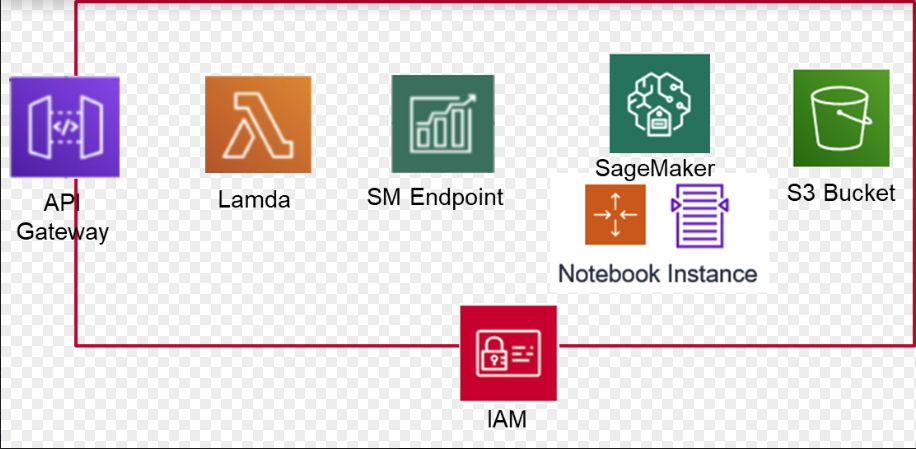 API
Gateway
Lamda
SM Endpoint
SageMaker
Notebook Instance
S3 Bucket
IAM